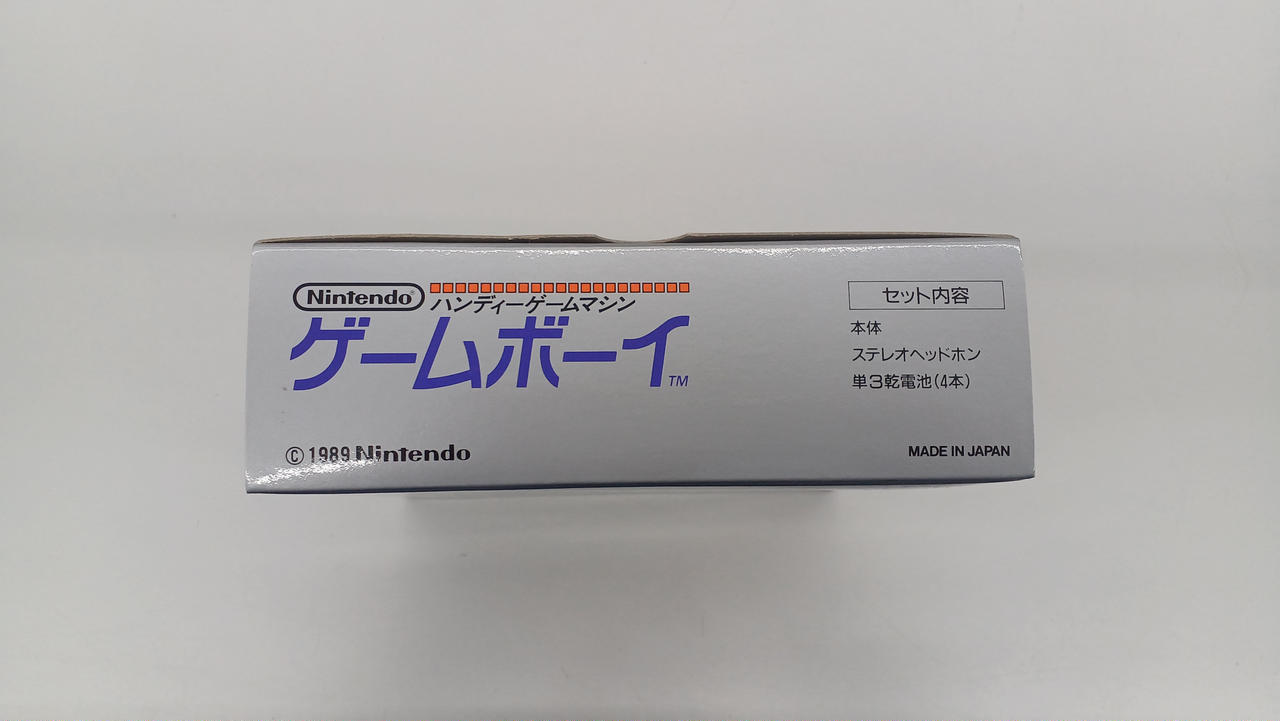 Nintendo®
ハンディーゲームマシン
ゲームボーイ™
© 1989 Nintendo
セット内容
本体
ステレオヘッドホン
単3乾電池(4本)
MADE IN JAPAN